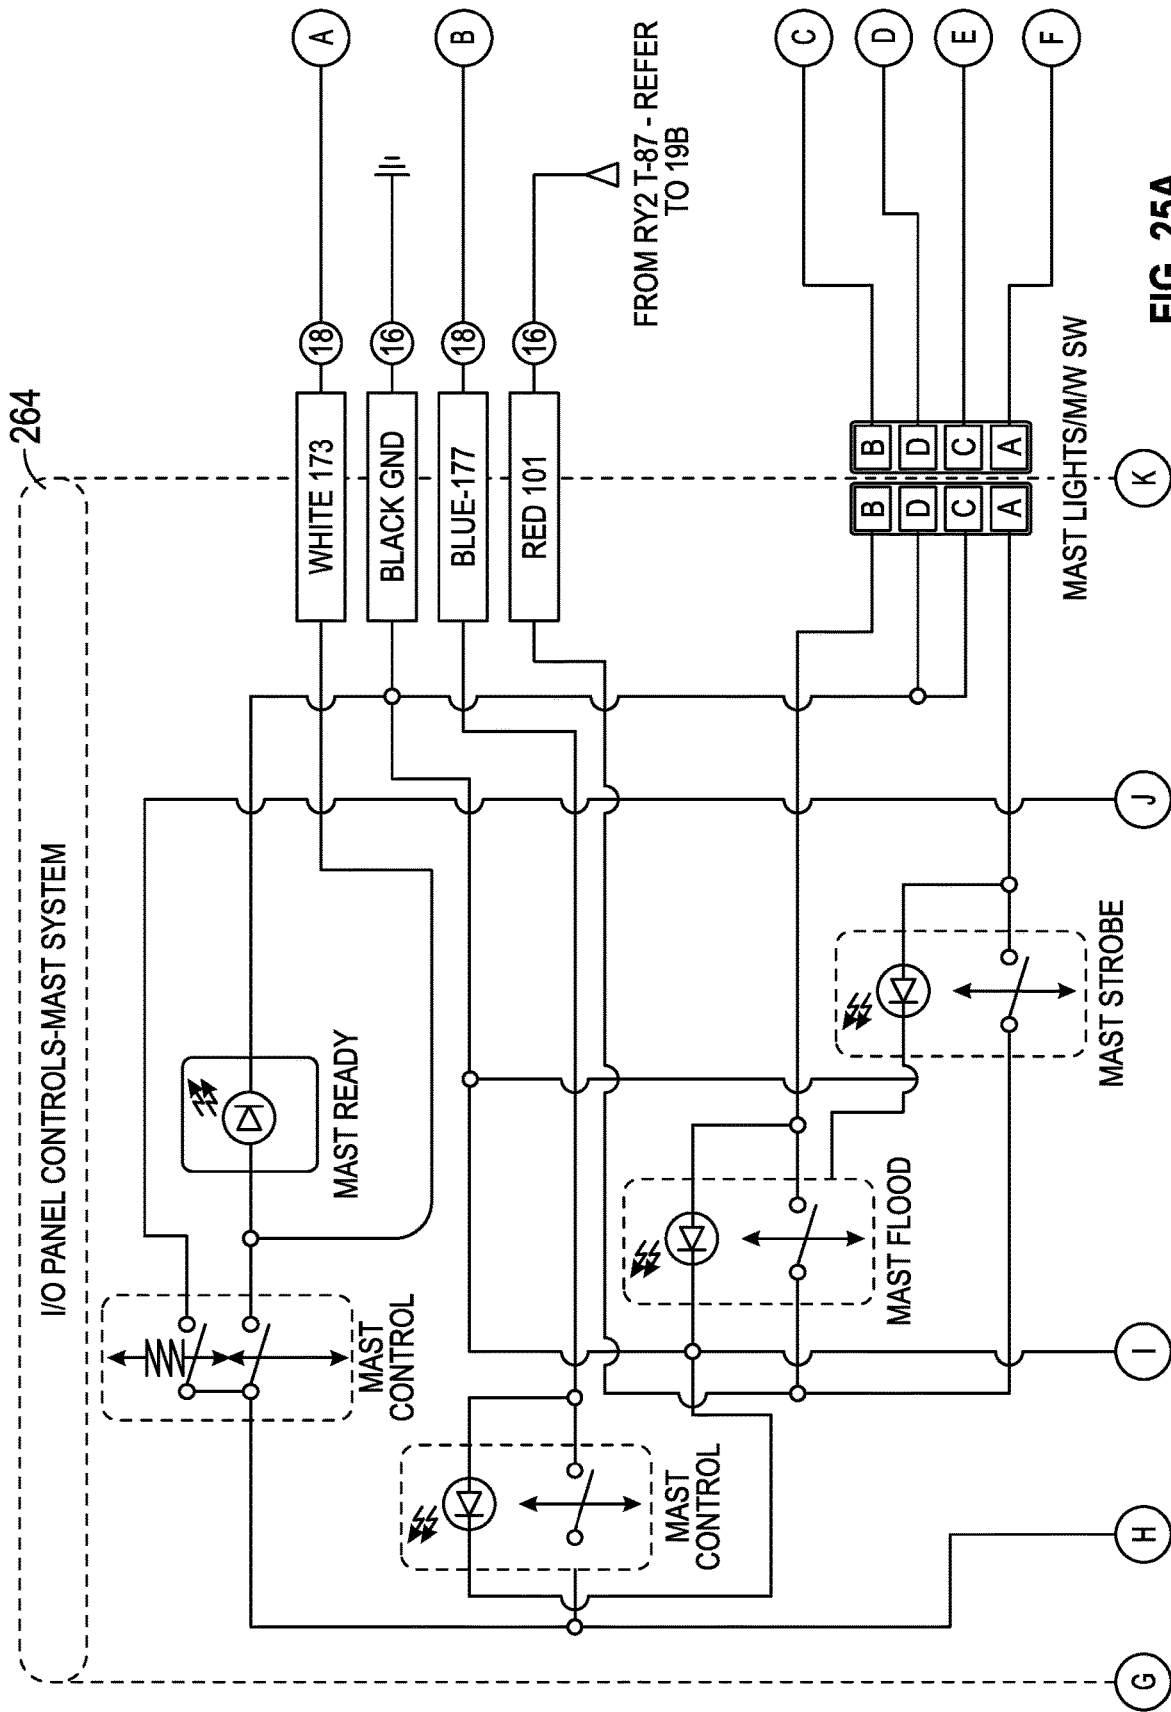 264
I/O PANEL CONTROLS-MAST SYSTEM
A
B
C
D
E
F
18
16
18
16
WHITE 173
BLACK GND
BLUE-177
RED 101
FROM RY2 T-87 - REFER
TO 19B
MAST READY
MAST
CONTROL
MAST
CONTROL
MAST FLOOD
MAST STROBE
B
D
C
A
B
D
C
A
MAST LIGHTS/M/W SW
G
H
I
J
K
FIG. 25A